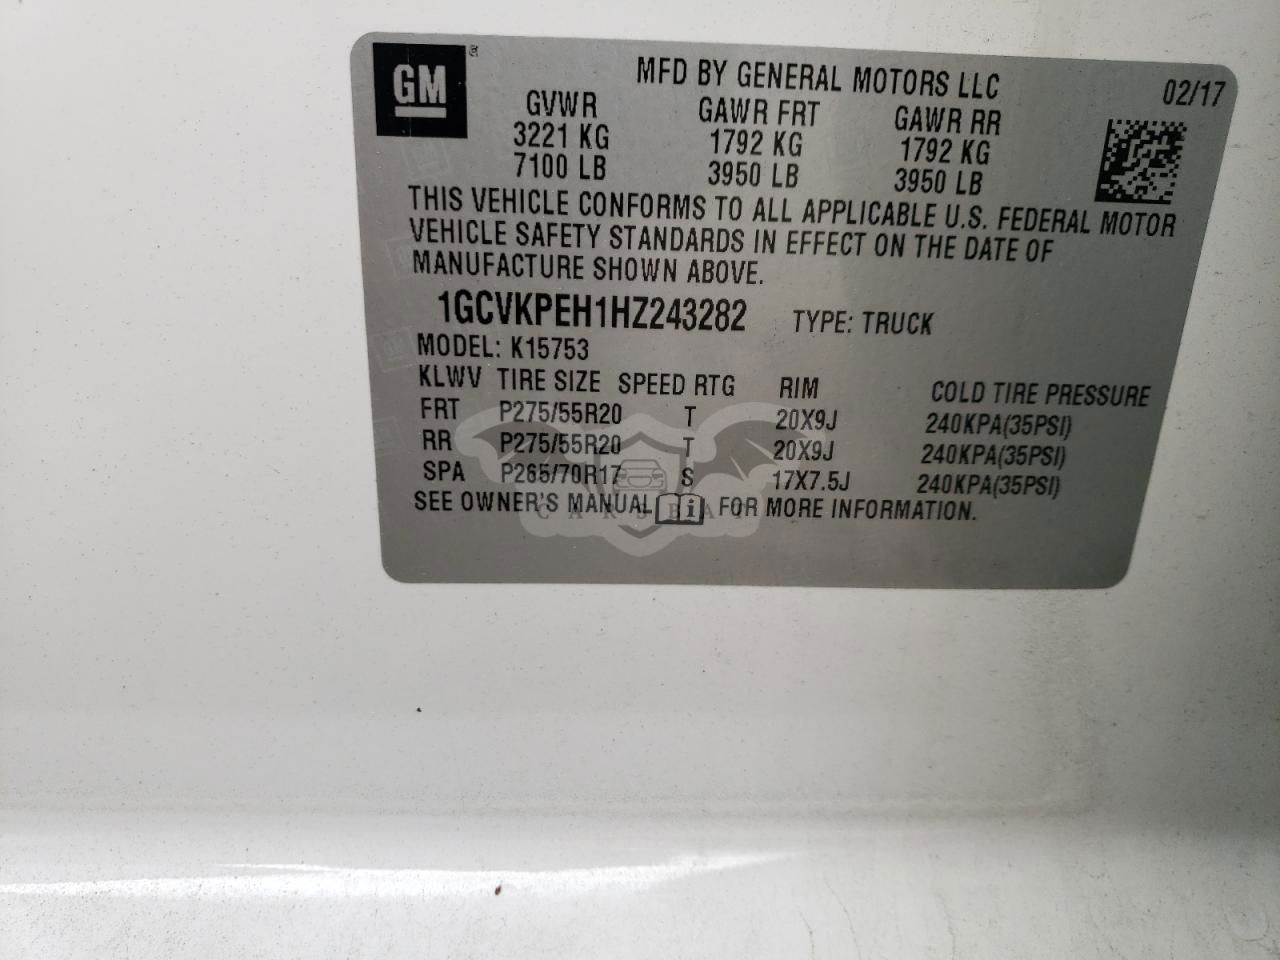 GM
MFD BY GENERAL MOTORS LLC 02/17
GVWR GAWR FRT GAWR RR
3221 KG 1792 KG 1792 KG
7100 LB 3950 LB 3950 LB
THIS VEHICLE CONFORMS TO ALL APPLICABLE U.S. FEDERAL MOTOR
VEHICLE SAFETY STANDARDS IN EFFECT ON THE DATE OF
MANUFACTURE SHOWN ABOVE.
1GCVKPEH1HZ243282 TYPE: TRUCK
MODEL: K15753
KLWV TIRE SIZE SPEED RTG RIM COLD TIRE PRESSURE
FRT P275/55R20 T 20X9J 240KPA(35PSI)
RR P275/55R20 T 20X9J 240KPA(35PSI)
SPA P265/70R17 S 17X7.5J 240KPA(35PSI)
SEE OWNER'S MANUAL FOR MORE INFORMATION.
CARSBAT